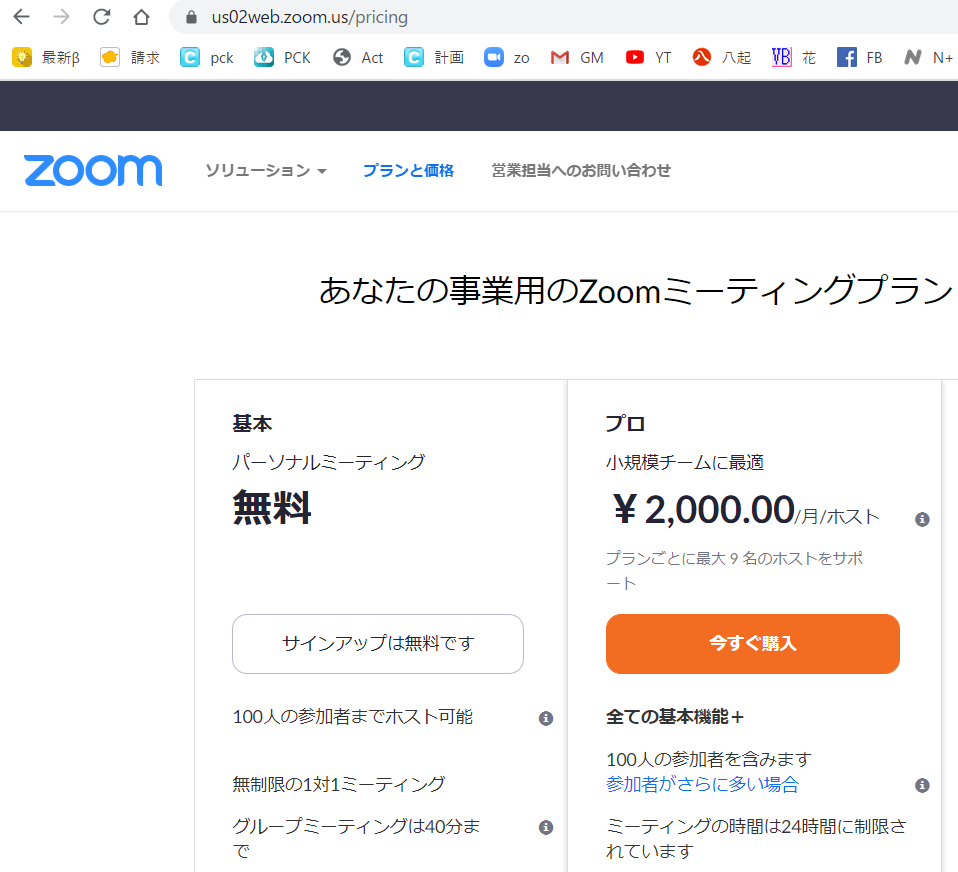 us02web.zoom.us/pricing
最新β 請求 pck PCK Act 計画 zo GM YT 八起 花 FB N+
zoom ソリューション プランと価格 営業担当へのお問い合わせ
あなたの事業用のZoomミーティングプラン
基本
パーソナルミーティング
無料
サインアップは無料です
100人の参加者までホスト可能
無制限の1対1ミーティング
グループミーティングは40分ま
で
プロ
小規模チームに最適
￥2,000.00/月/ホスト
プランごとに最大 9 名のホストをサポ
ート
今すぐ購入
全ての基本機能＋
100人の参加者を含みます
参加者がさらに多い場合
ミーティングの時間は24時間に制限さ
れています